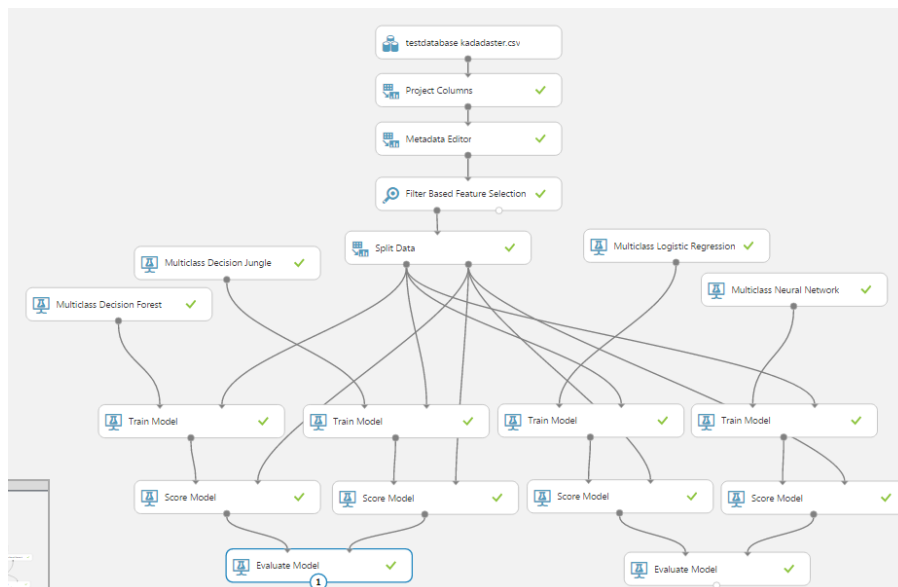 testdatabase kadadaster.csv
Project Columns
Metadata Editor
Filter Based Feature Selection
Split Data
Multiclass Logistic Regression
Multiclass Decision Jungle
Multiclass Neural Network
Multiclass Decision Forest
Train Model
Train Model
Train Model
Train Model
Score Model
Score Model
Score Model
Score Model
Evaluate Model
Evaluate Model
1